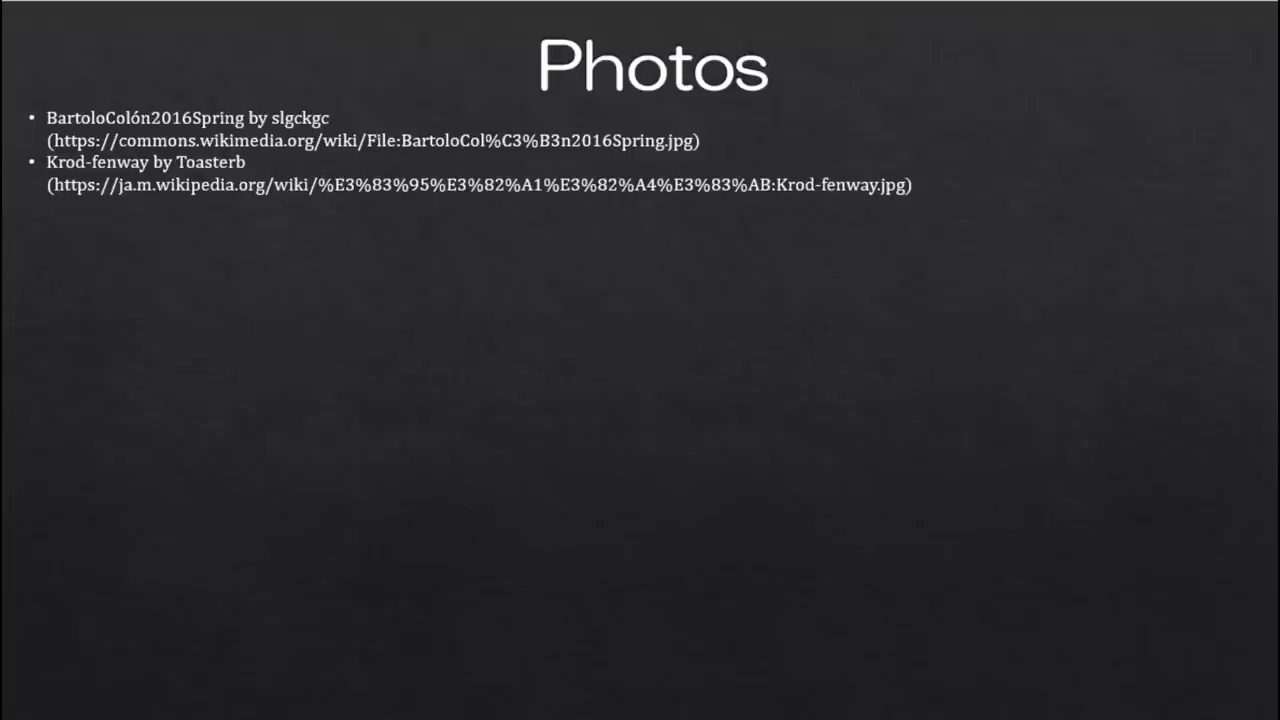 Photos
• BartoloColón2016Spring by slgckgc
(https://commons.wikimedia.org/wiki/File:BartoloCol%C3%B3n2016Spring.jpg)
• Krod-fenway by Toasterb
(https://ja.m.wikipedia.org/wiki/%E3%83%95%E3%82%A1%E3%82%A4%E3%83%AB:Krod-fenway.jpg)